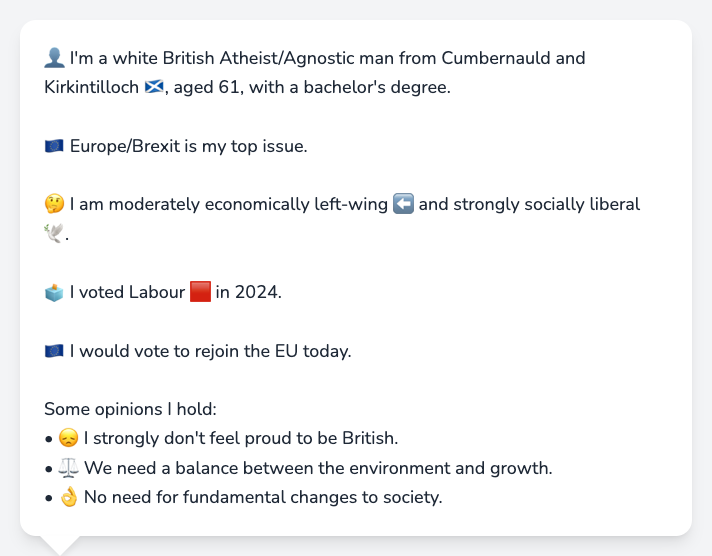 👤 I'm a white British Atheist/Agnostic man from Cumbernauld and
Kirkintilloch 🏴󠁧󠁢󠁳󠁣󠁴󠁿, aged 61, with a bachelor's degree.
🇪🇺 Europe/Brexit is my top issue.
🤔 I am moderately economically left-wing ⬅️ and strongly socially liberal
🕊️.
🗳️ I voted Labour 🟥 in 2024.
🇪🇺 I would vote to rejoin the EU today.
Some opinions I hold:
• 😞 I strongly don't feel proud to be British.
• ⚖️ We need a balance between the environment and growth.
• 👌 No need for fundamental changes to society.